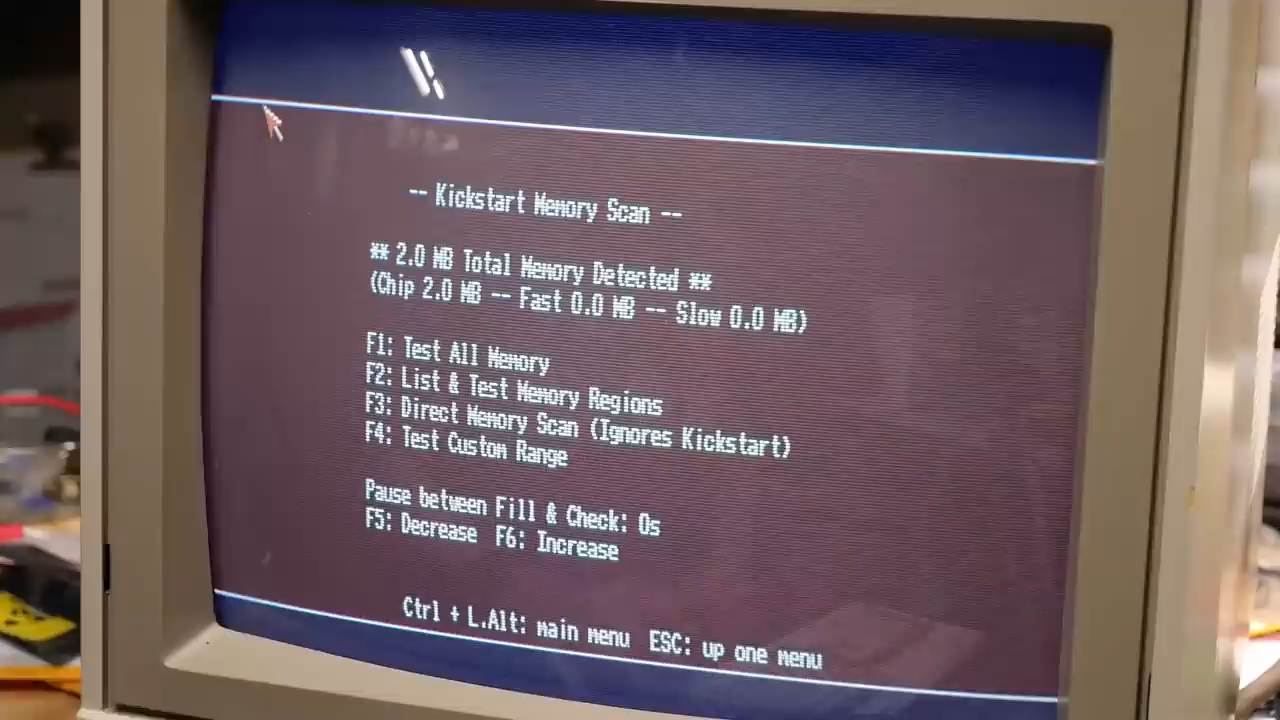 -- Kickstart Memory Scan --
** 2.0 MB Total Memory Detected **
(Chip 2.0 MB -- Fast 0.0 MB -- Slow 0.0 MB)
F1: Test All Memory
F2: List & Test Memory Regions
F3: Direct Memory Scan (Ignores Kickstart)
F4: Test Custom Range
Pause between Fill & Check: 0s
F5: Decrease F6: Increase
Ctrl + L.Alt: main menu ESC: up one menu